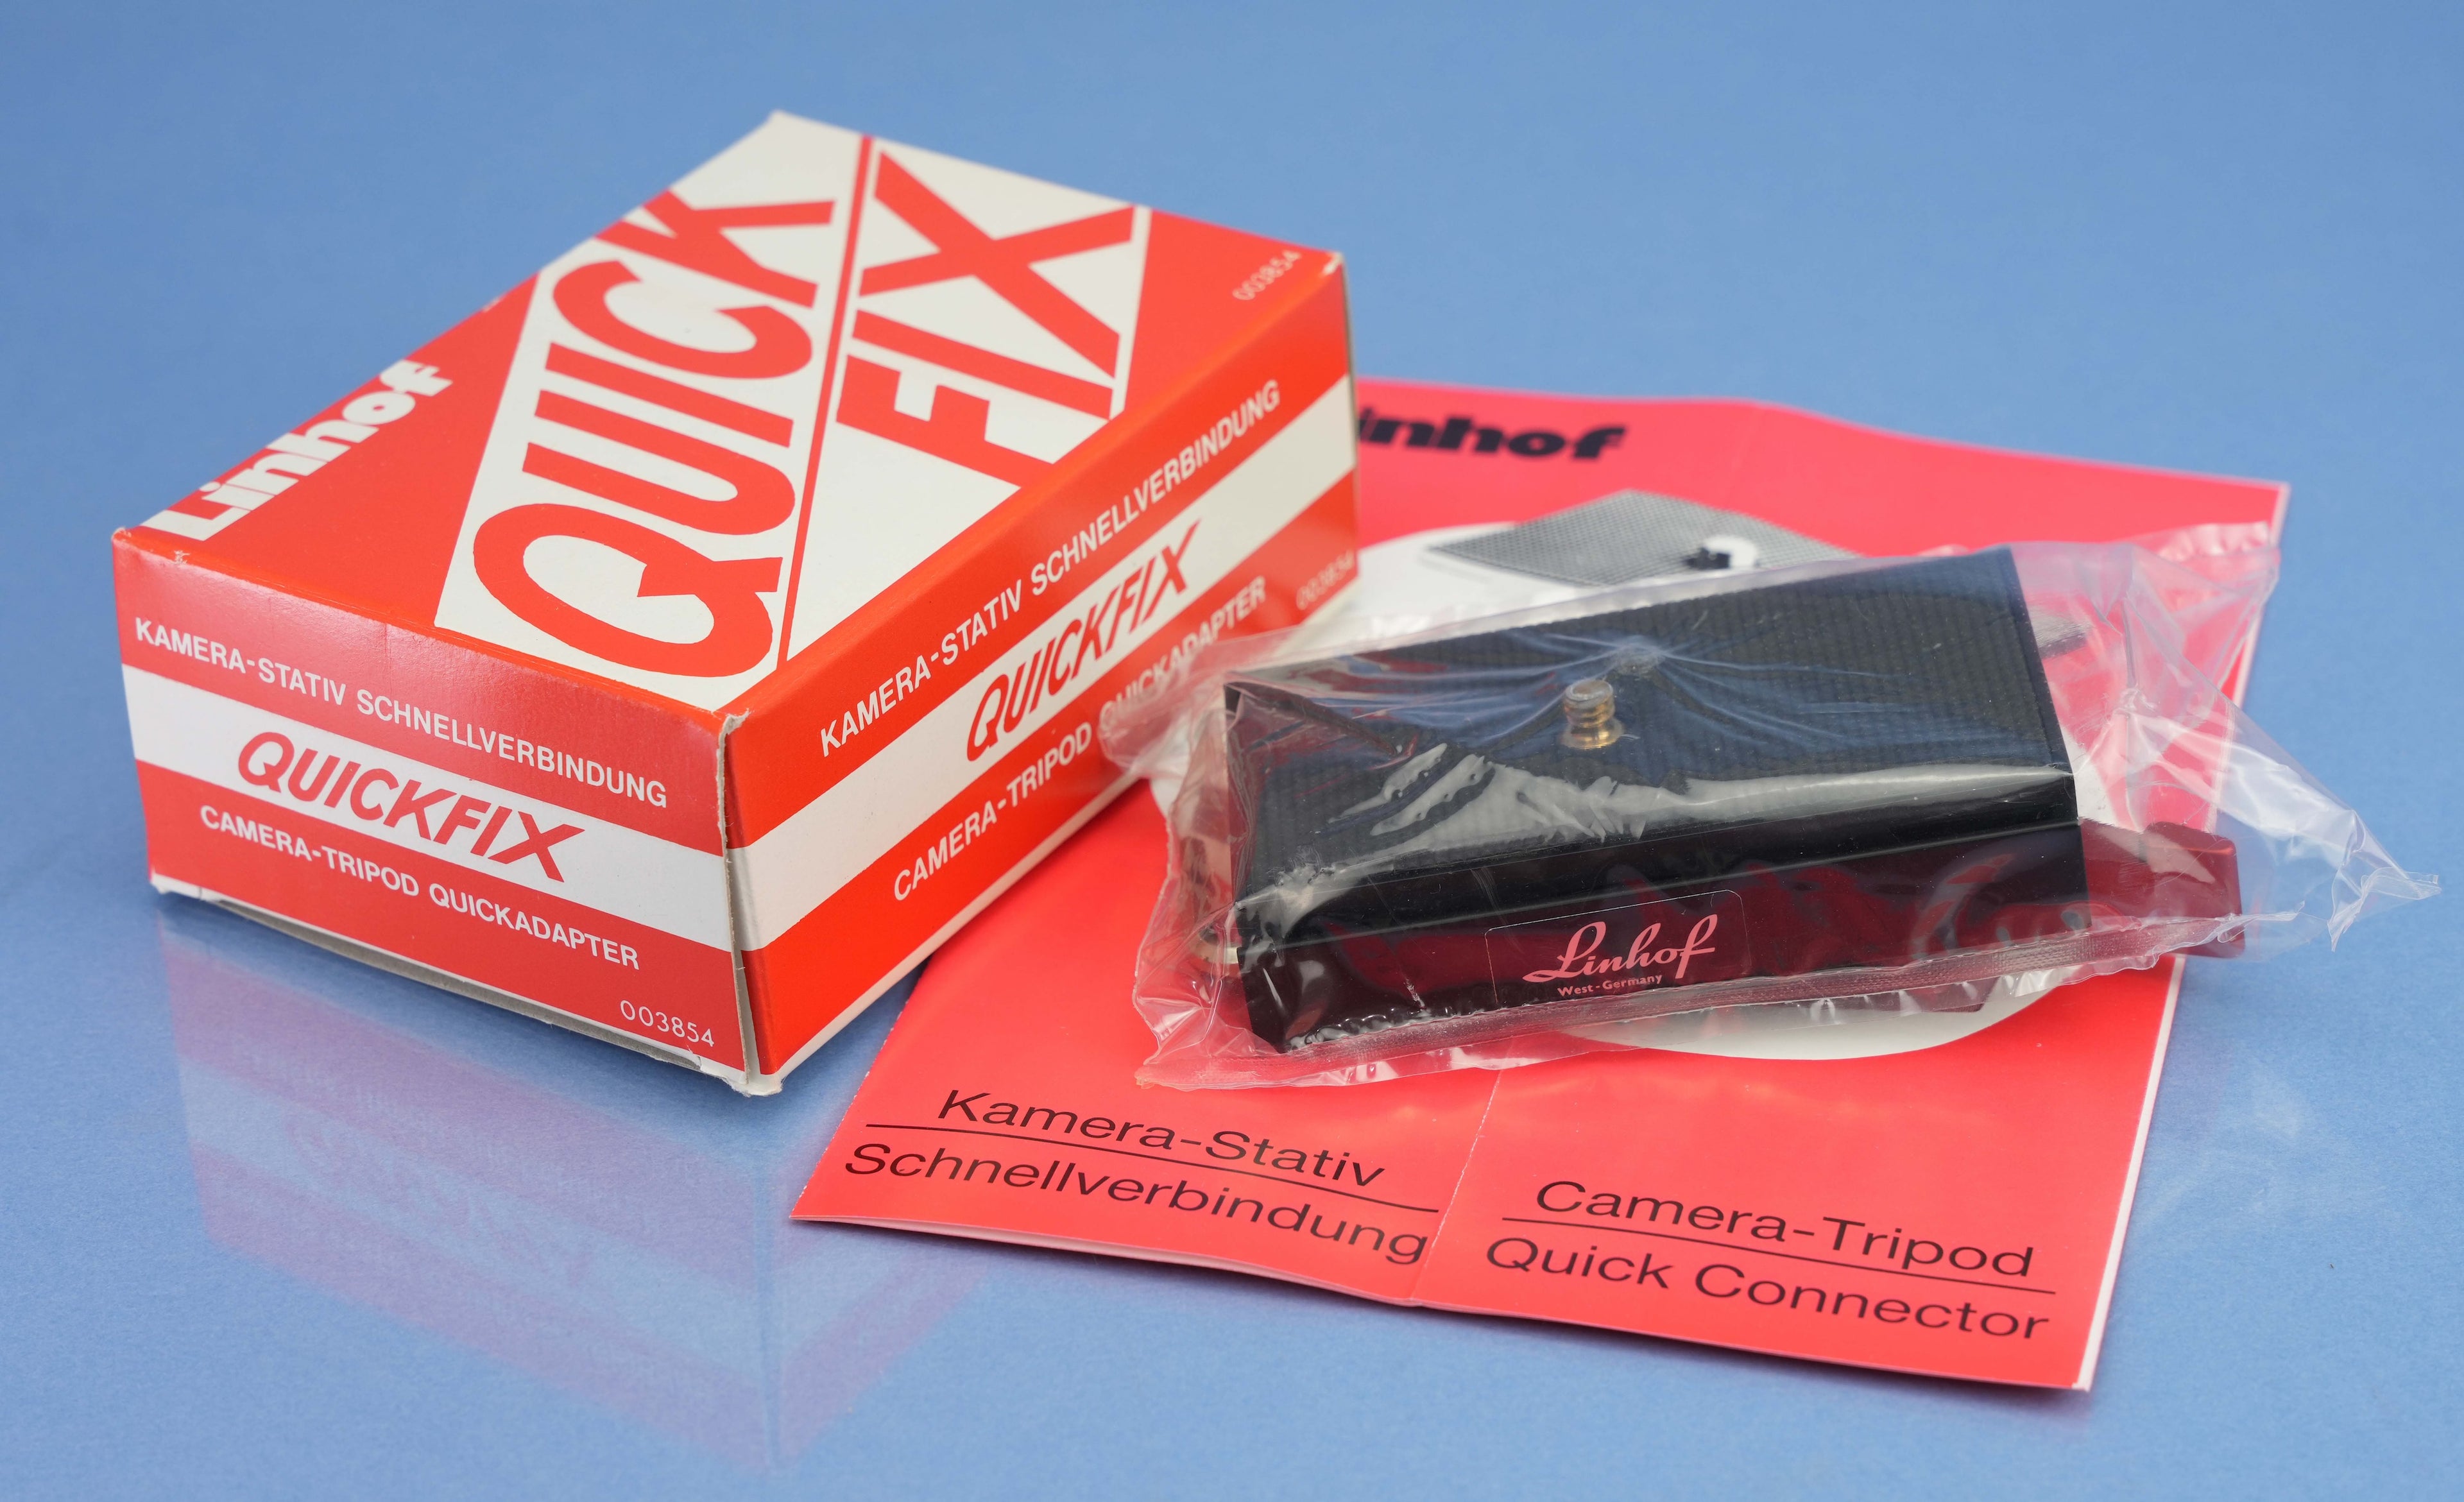 Linhof
QUICK
FIX
003854
KAMERA-STATIV SCHNELLVERBINDUNG
QUICKFIX
CAMERA-TRIPOD QUICKADAPTER
003854
KAMERA-STATIV SCHNELLVERBINDUNG
QUICKFIX
CAMERA-TRIPOD QUICKADAPTER
003854
inhof
Linhof
West-Germany
Kamera-Stativ
Schnellverbindung
Camera-Tripod
Quick Connector